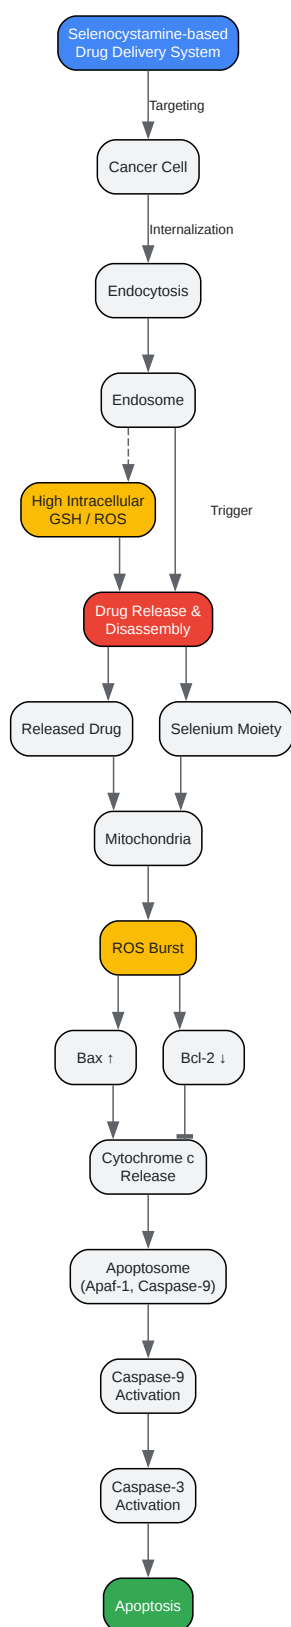 Selenocystamine-based
Drug Delivery System
Targeting
Cancer Cell
Internalization
Endocytosis
Endosome
High Intracellular
GSH / ROS
Trigger
Drug Release &
Disassembly
Released Drug
Selenium Moiety
Mitochondria
ROS Burst
Bax ↑
Bcl-2 ↓
Cytochrome c
Release
Apoptosome
(Apaf-1, Caspase-9)
Caspase-9
Activation
Caspase-3
Activation
Apoptosis